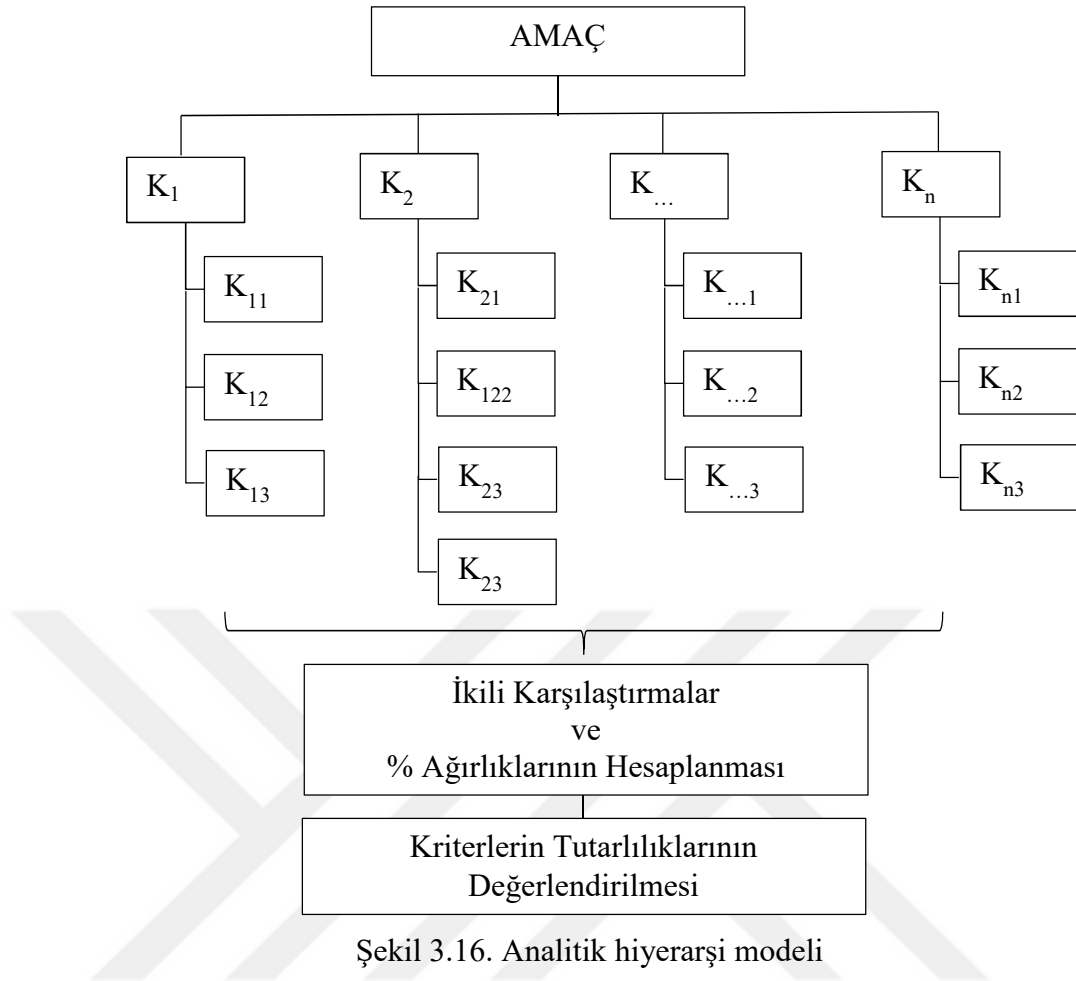 AMAÇ
K₁
K₂
K…
Kₙ
K₁₁
K₂₁
K…₁
Kₙ₁
K₁₂
K₁₂₂
K…₂
Kₙ₂
K₁₃
K₂₃
K…₃
Kₙ₃
K₂₃
İkili Karşılaştırmalar
ve
% Ağırlıklarının Hesaplanması
Kriterlerin Tutarlılıklarının
Değerlendirilmesi
Şekil 3.16. Analitik hiyerarşi modeli